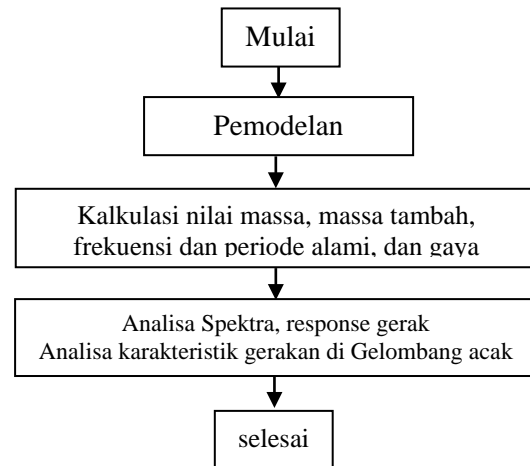 Mulai
Pemodelan
Kalkulasi nilai massa, massa tambah,
frekuensi dan periode alami, dan gaya
Analisa Spektra, response gerak
Analisa karakteristik gerakan di Gelombang acak
selesai